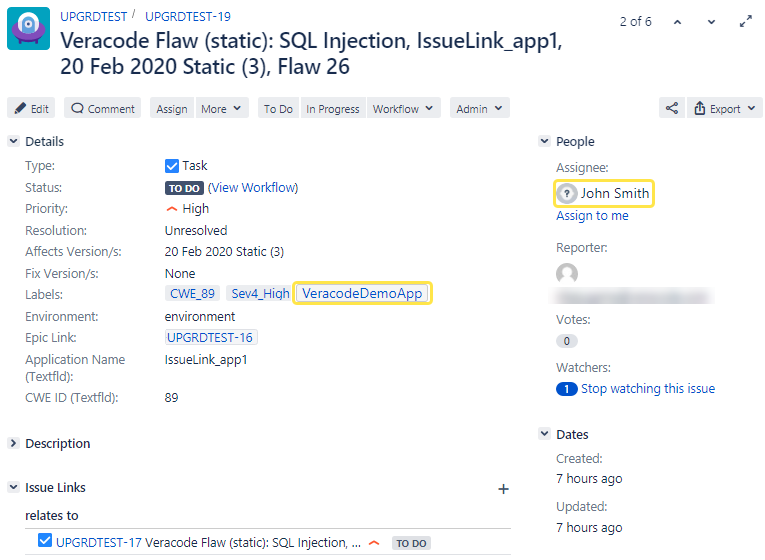 UPGRDTEST / UPGRDTEST-19
2 of 6
Veracode Flaw (static): SQL Injection, IssueLink_app1,
20 Feb 2020 Static (3), Flaw 26
Edit Comment Assign More To Do In Progress Workflow Admin Export
Details
Type: Task
Status: TO DO (View Workflow)
Priority: High
Resolution: Unresolved
Affects Version/s: 20 Feb 2020 Static (3)
Fix Version/s: None
Labels: CWE_89 Sev4_High VeracodeDemoApp
Environment: environment
Epic Link: UPGRDTEST-16
Application Name IssueLink_app1
(Textfld):
CWE ID (Textfld): 89
Description
Issue Links
relates to
UPGRDTEST-17 Veracode Flaw (static): SQL Injection, ... TO DO
People
Assignee:
? John Smith
Assign to me
Reporter:
Votes:
0
Watchers:
1 Stop watching this issue
Dates
Created:
7 hours ago
Updated:
7 hours ago